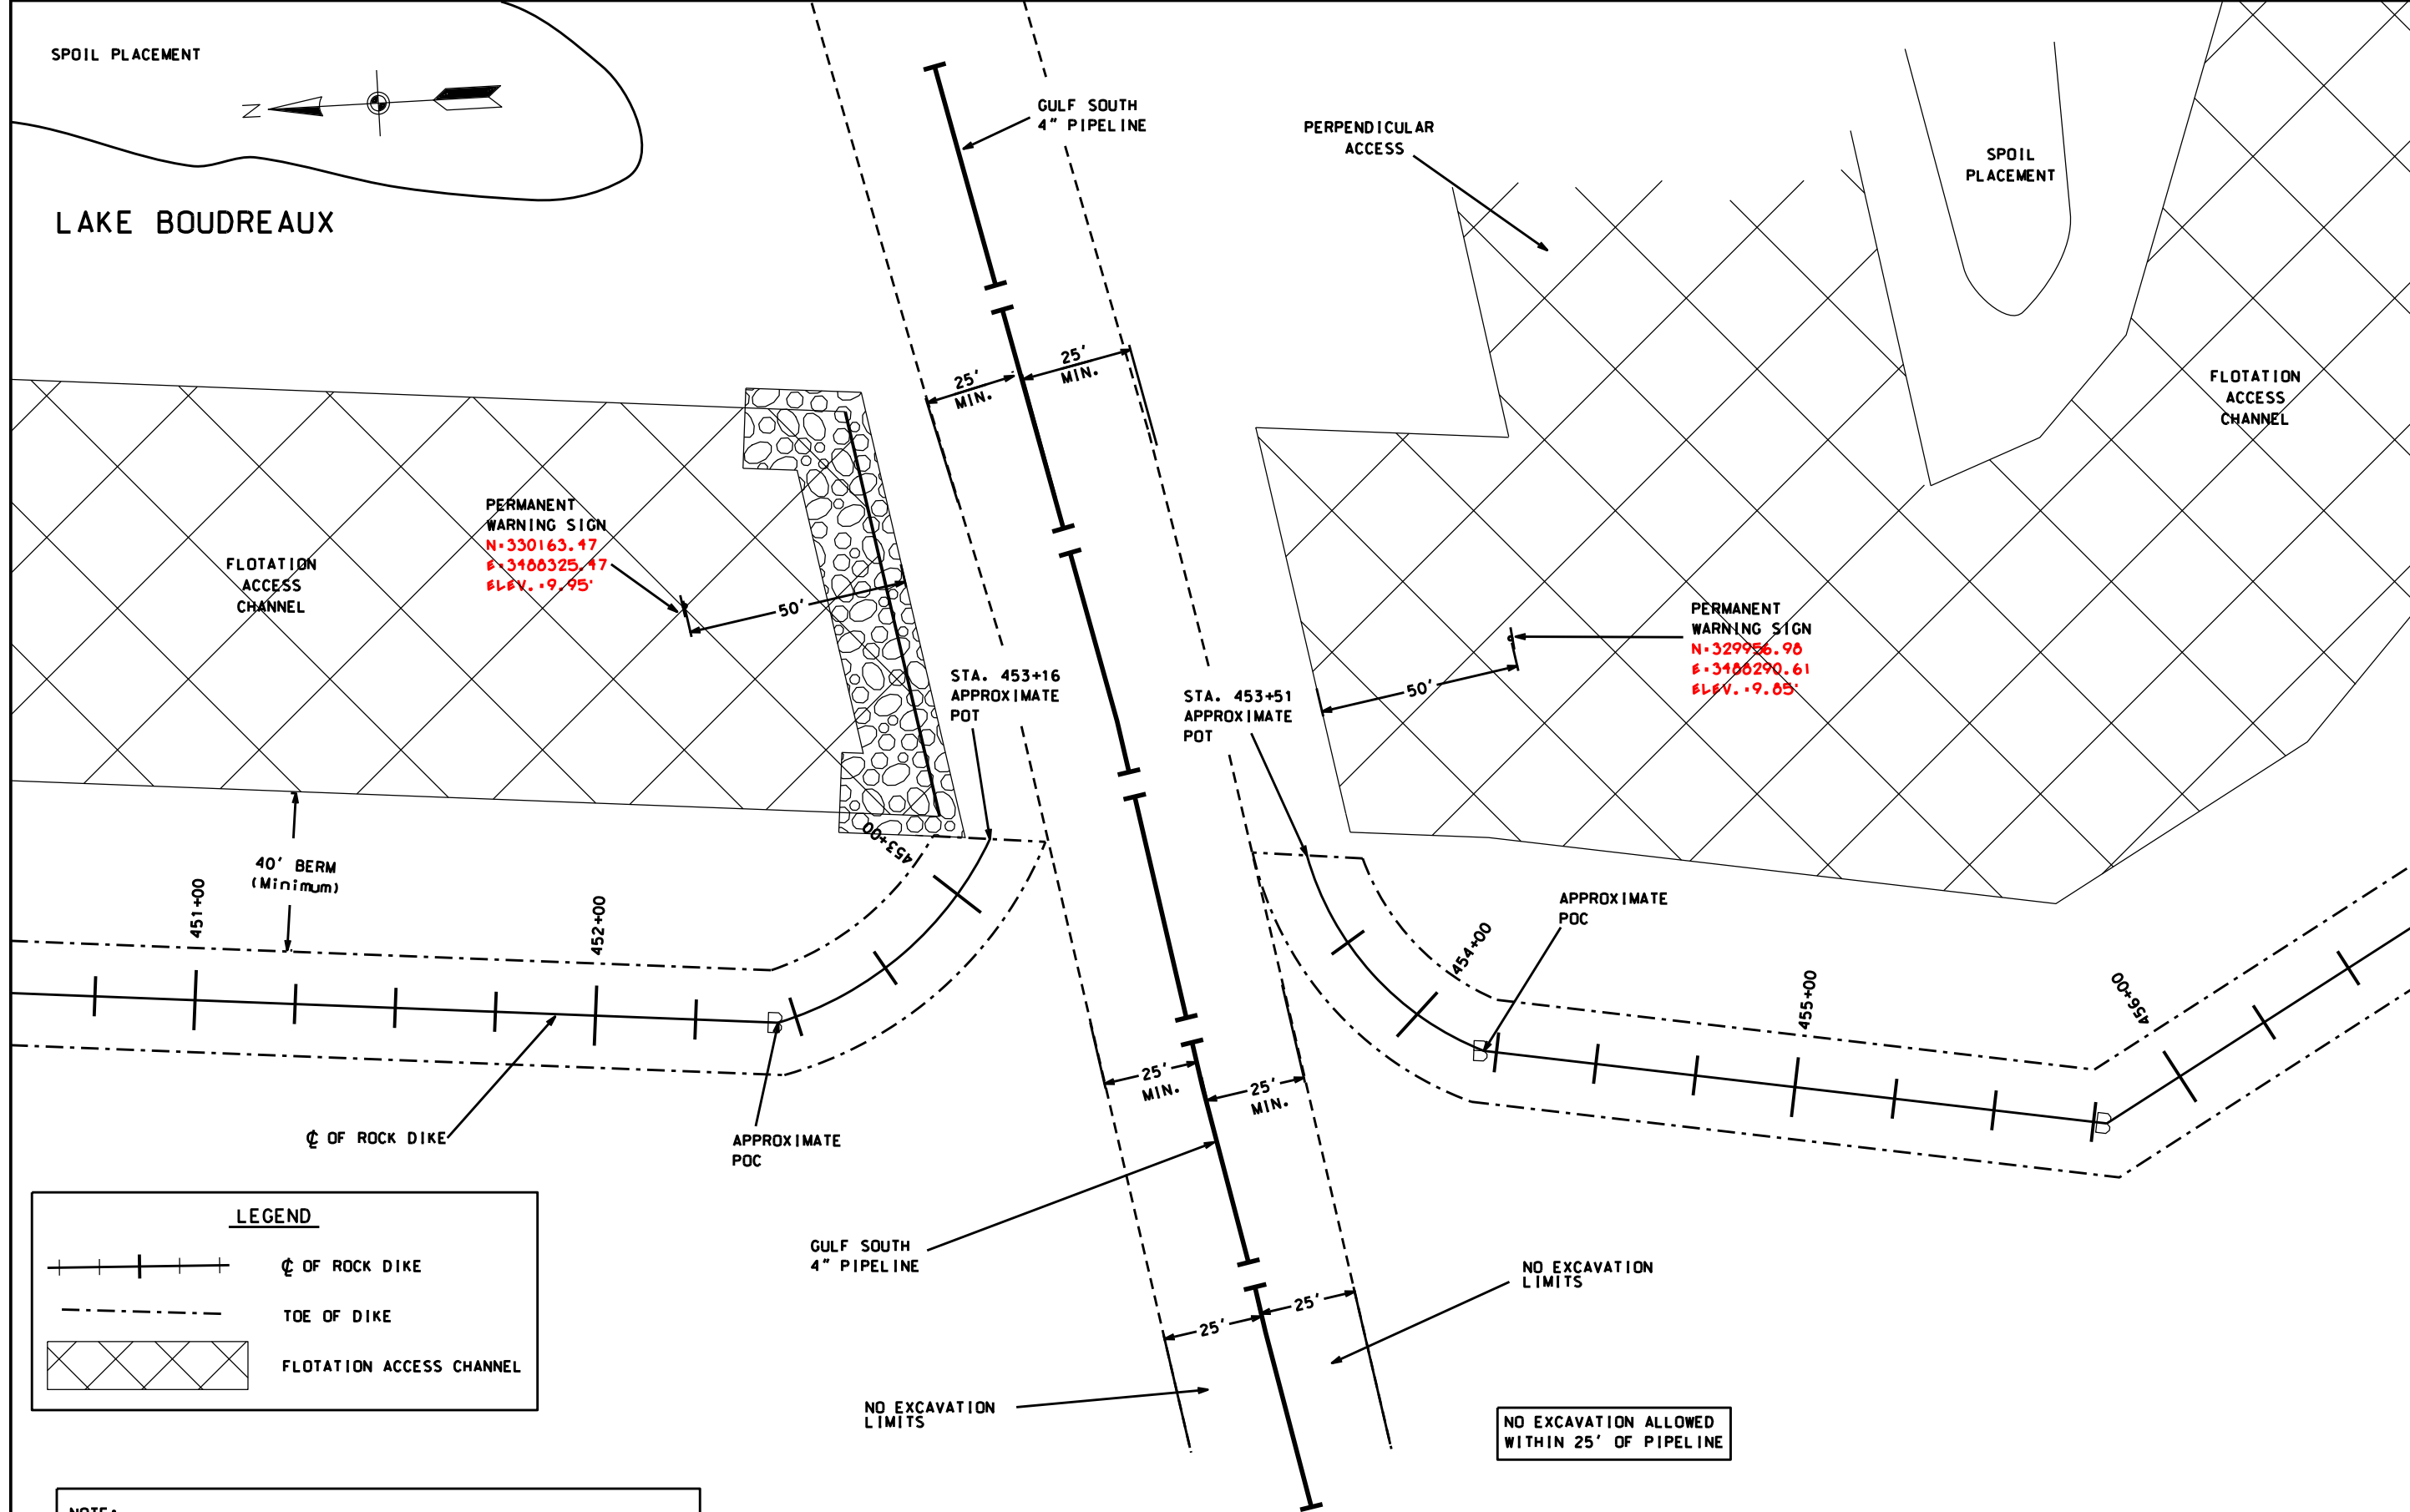 SPOIL PLACEMENT
N
LAKE BOUDREAUX
GULF SOUTH
4" PIPELINE
PERPENDICULAR
ACCESS
SPOIL
PLACEMENT
25'
MIN.
25'
MIN.
FLOTATION
ACCESS
CHANNEL
PERMANENT
WARNING SIGN
N=330163.47
E=3488325.47
ELEV.=9.95'
FLOTATION
ACCESS
CHANNEL
50'
PERMANENT
WARNING SIGN
N=329956.98
E=3488290.61
ELEV.=9.85'
50'
STA. 453+16
APPROXIMATE
POT
STA. 453+51
APPROXIMATE
POT
453+00
40' BERM
(Minimum)
451+00
452+00
APPROXIMATE
POC
454+00
455+00
456+00
25'
MIN.
25'
MIN.
℄ OF ROCK DIKE
APPROXIMATE
POC
LEGEND
℄ OF ROCK DIKE
TOE OF DIKE
FLOTATION ACCESS CHANNEL
GULF SOUTH
4" PIPELINE
NO EXCAVATION
LIMITS
25'
25'
NO EXCAVATION
LIMITS
NO EXCAVATION ALLOWED
WITHIN 25' OF PIPELINE
NOTE: